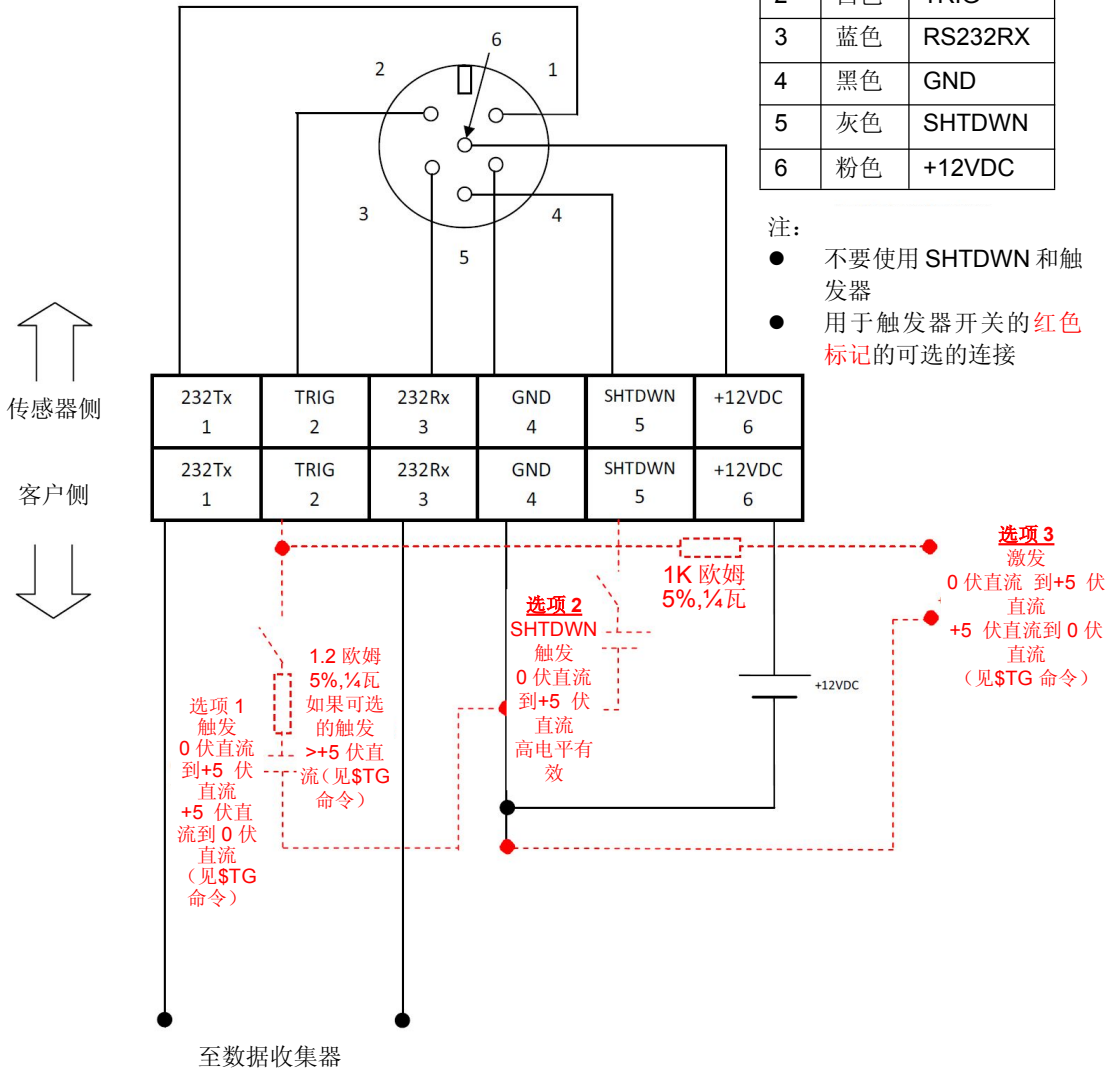 2 白色 TRIG
3 蓝色 RS232RX
4 黑色 GND
5 灰色 SHTDWN
6 粉色 +12VDC
注：
● 不要使用 SHTDWN 和触
发器
● 用于触发器开关的红色
标记的可选的连接
6
2
1
3
4
5
传感器侧
客户侧
232Tx TRIG 232Rx GND SHTDWN +12VDC
1 2 3 4 5 6
232Tx TRIG 232Rx GND SHTDWN +12VDC
1 2 3 4 5 6
选项 1
触发
0 伏直流
到+5 伏
直流
+5 伏直
流到 0 伏
直流
（见$TG
命令）
1.2 欧姆
5%,¼瓦
如果可选
的触发
>+5 伏直
流（见$TG
命令）
选项 2
SHTDWN
触发
0 伏直流
到+5 伏
直流
高电平有
效
1K 欧姆
5%,¼瓦
选项 3
激发
0 伏直流 到+5 伏
直流
+5 伏直流到 0 伏
直流
（见$TG 命令）
+12VDC
至数据收集器